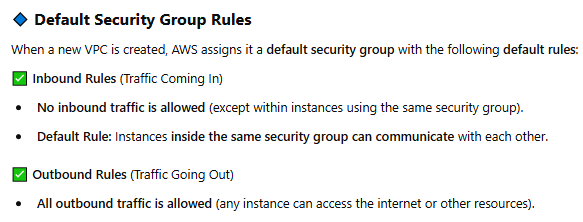 Default Security Group Rules
When a new VPC is created, AWS assigns it a default security group with the following default rules:
Inbound Rules (Traffic Coming In)
• No inbound traffic is allowed (except within instances using the same security group).
• Default Rule: Instances inside the same security group can communicate with each other.
Outbound Rules (Traffic Going Out)
• All outbound traffic is allowed (any instance can access the internet or other resources).